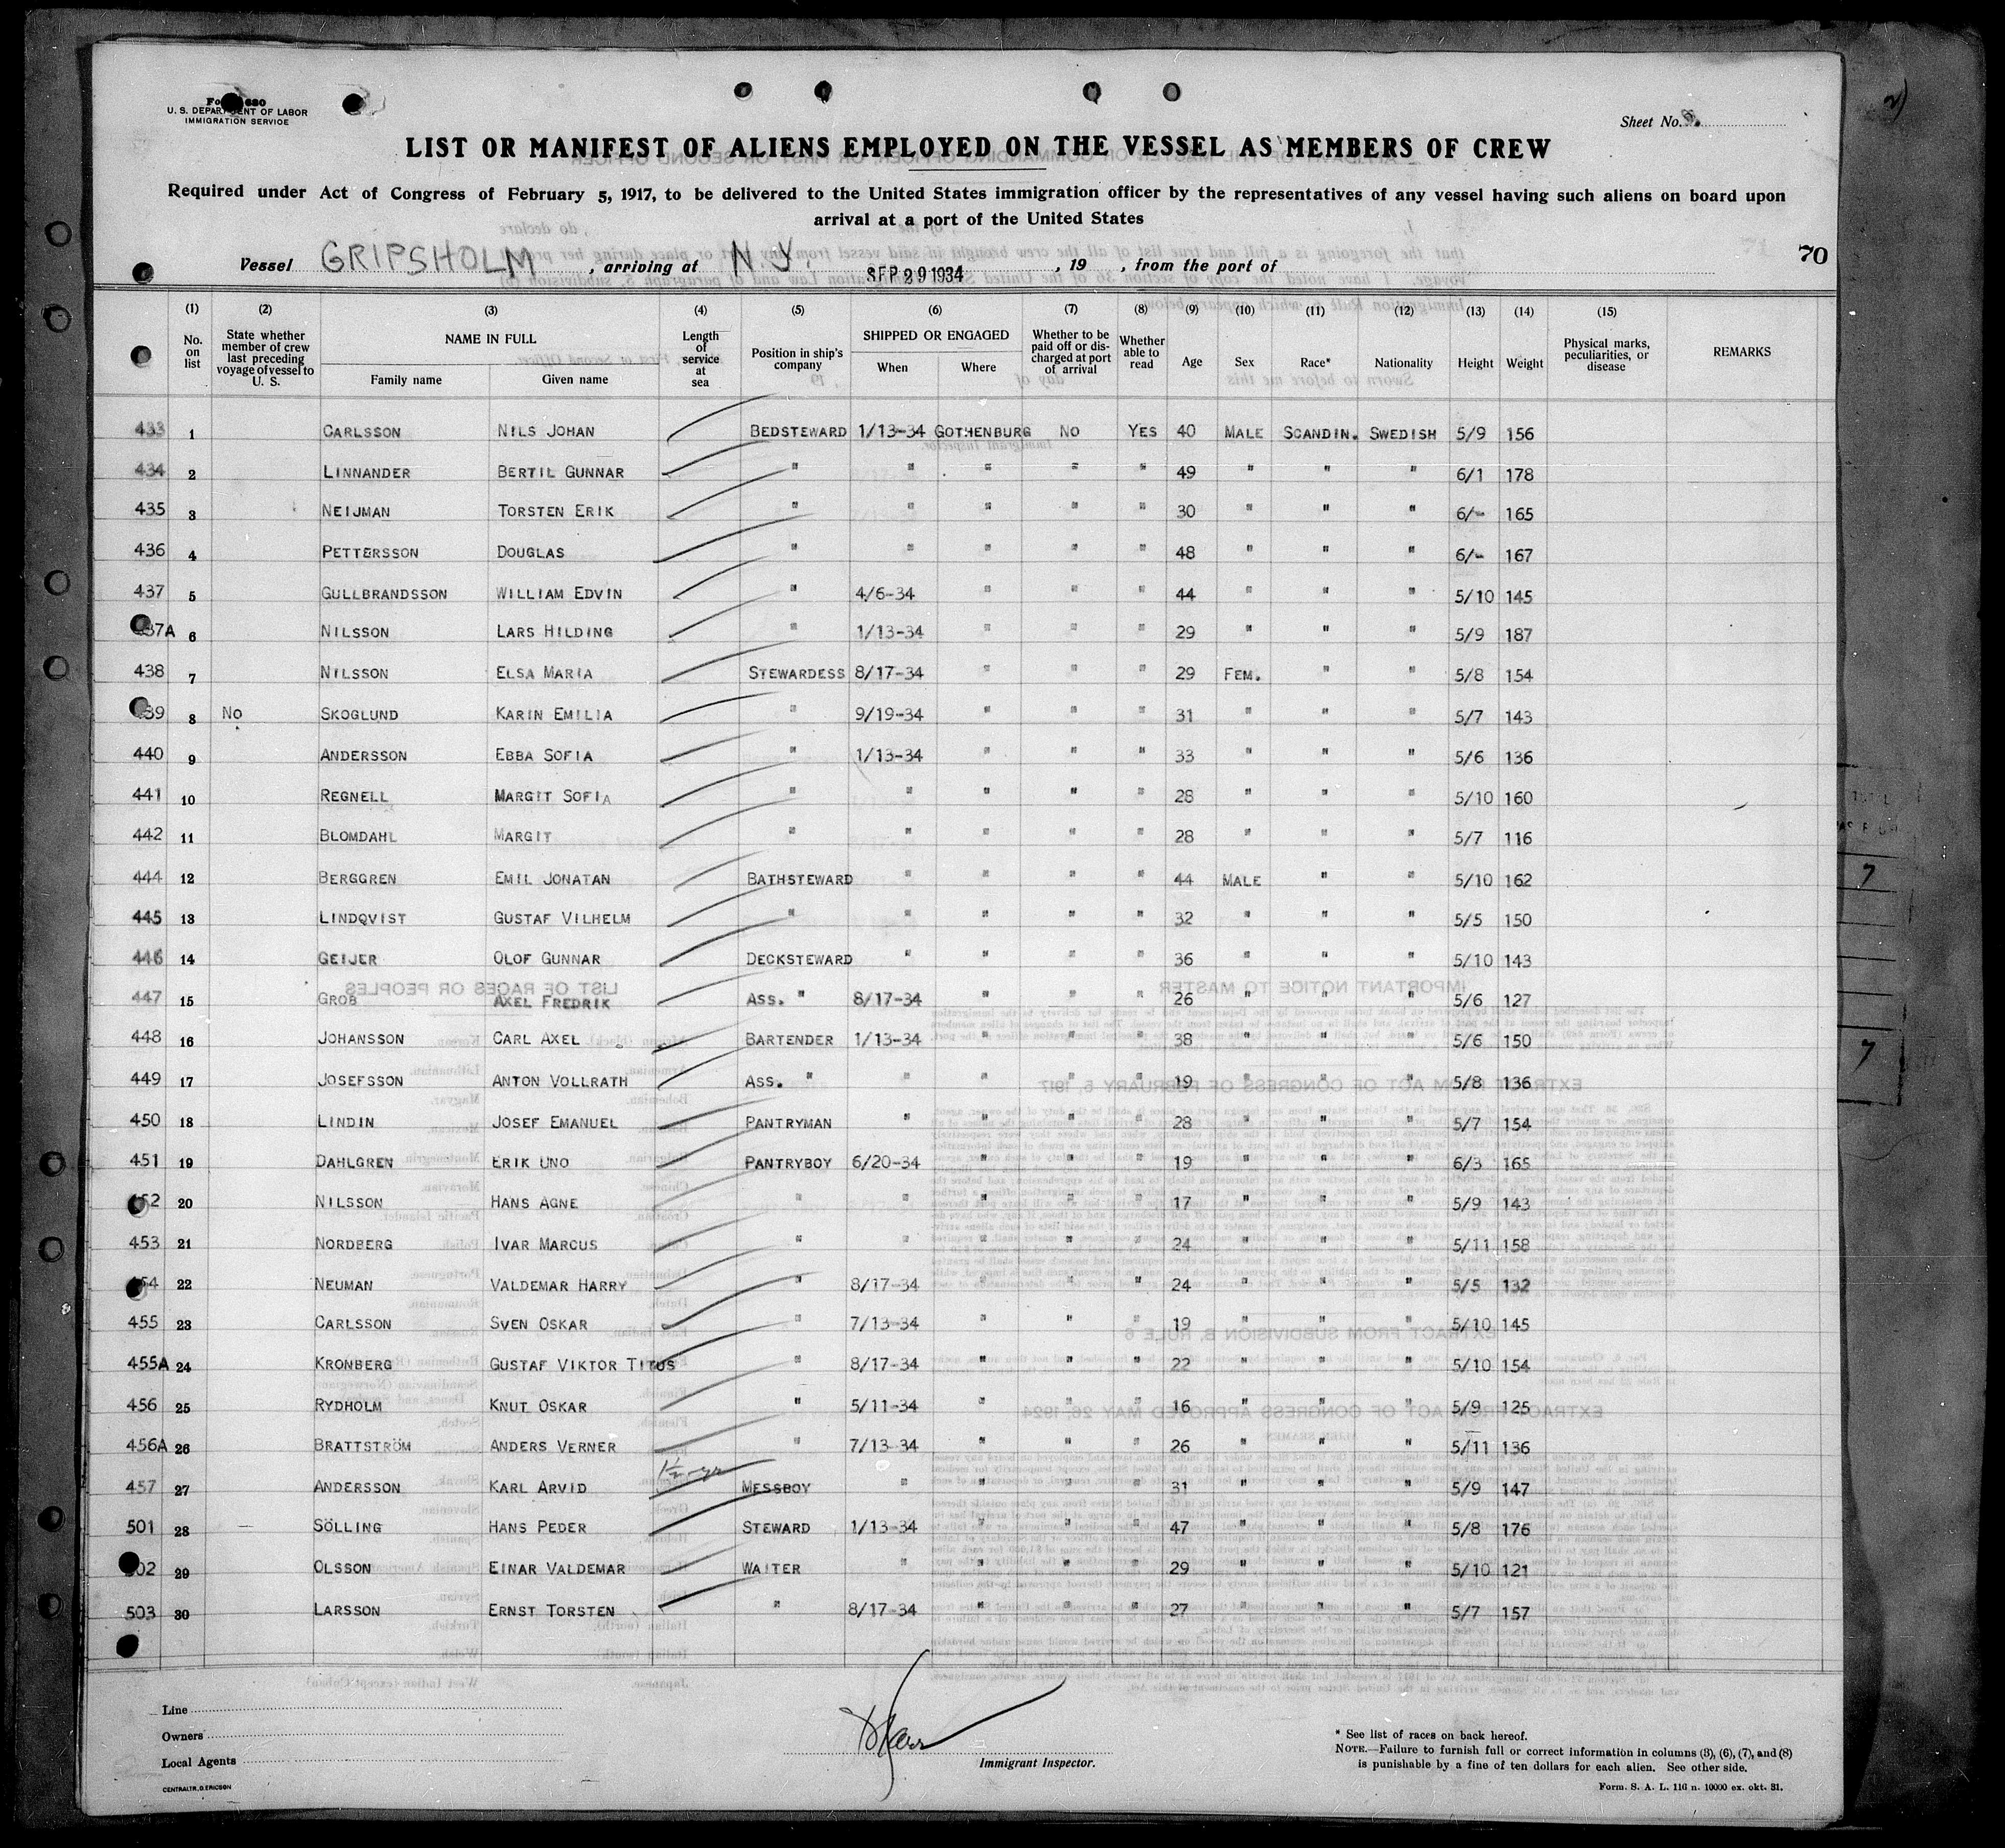 Form 680
U. S. DEPARTMENT OF LABOR
IMMIGRATION SERVICE
Sheet No.
LIST OR MANIFEST OF ALIENS EMPLOYED ON THE VESSEL AS MEMBERS OF CREW
Required under Act of Congress of February 5, 1917, to be delivered to the United States immigration officer by the representatives of any vessel having such aliens on board upon
arrival at a port of the United States
Vessel GRIPSHOLM, arriving at N.Y. SEP 29 1934, 19 , from the port of
70
(1) (2) (3) (4) (5) (6) (7) (8) (9) (10) (11) (12) (13) (14) (15)
No. on list State whether member of crew last preceding voyage of vessel to U. S. NAME IN FULL Length of service at sea Position in ship's company SHIPPED OR ENGAGED Whether to be paid off or discharged at port of arrival Whether able to read Age Sex Race* Nationality Height Weight Physical marks, peculiarities, or disease REMARKS
Family name Given name When Where
433 1 CARLSSON NILS JOHAN BEDSTEWARD 1/13-34 GOTHENBURG NO YES 40 MALE SCANDIN. SWEDISH 5/9 156
434 2 LINNANDER BERTIL GUNNAR " " " " " 49 " " " 6/1 178
435 3 NEIJMAN TORSTEN ERIK " " " " " 30 " " " 6/- 165
436 4 PETTERSSON DOUGLAS " " " " " 48 " " " 6/- 167
437 5 GULLBRANDSSON WILLIAM EDVIN " 4/6-34 " " " 44 " " " 5/10 145
437A 6 NILSSON LARS HILDING " 1/13-34 " " " 29 " " " 5/9 187
438 7 NILSSON ELSA MARIA STEWARDESS 8/17-34 " " " 29 FEM. " " 5/8 154
439 8 No SKOGLUND KARIN EMILIA " 9/19-34 " " " 31 " " " 5/7 143
440 9 ANDERSSON EBBA SOFIA " 1/13-34 " " " 33 " " " 5/6 136
441 10 REGNELL MARGIT SOFIA " " " " " 28 " " " 5/10 160
442 11 BLOMDAHL MARGIT " " " " " 28 " " " 5/7 116
444 12 BERGGREN EMIL JONATAN BATHSTEWARD " " " " 44 MALE " " 5/10 162
445 13 LINDQVIST GUSTAF VILHELM " " " " " 32 " " " 5/5 150
446 14 GEIJER OLOF GUNNAR DECKSTEWARD " " " " 36 " " " 5/10 143
447 15 GROB AXEL FREDRIK ASS. " 8/17-34 " " " 26 " " " 5/6 127
448 16 JOHANSSON CARL AXEL BARTENDER 1/13-34 " " " 38 " " " 5/6 150
449 17 JOSEFSSON ANTON VOLLRATH ASS. " " " " " 19 " " " 5/8 136
450 18 LINDIN JOSEF EMANUEL PANTRYMAN " " " " 28 " " " 5/7 154
451 19 DAHLGREN ERIK UNO PANTRYBOY 6/20-34 " " " 19 " " " 6/3 165
452 20 NILSSON HANS AGNE " " " " " 17 " " " 5/9 143
453 21 NORDBERG IVAR MARCUS " " " " " 24 " " " 5/11 158
454 22 NEUMAN VALDEMAR HARRY " 8/17-34 " " " 24 " " " 5/5 132
455 23 CARLSSON SVEN OSKAR " 7/13-34 " " " 19 " " " 5/10 145
455A 24 KRONBERG GUSTAF VIKTOR TITUS " 8/17-34 " " " 22 " " " 5/10 154
456 25 RYDHOLM KNUT OSKAR " 5/11-34 " " " 16 " " " 5/9 125
456A 26 BRATTSTRÖM ANDERS VERNER " 7/13-34 " " " 26 " " " 5/11 136
457 27 ANDERSSON KARL ARVID 1½-yr MESSBOY " " " " 31 " " " 5/9 147
501 28 SÖLLING HANS PEDER STEWARD 1/13-34 " " " 47 " " " 5/8 176
502 29 OLSSON EINAR VALDEMAR WAITER " " " " 29 " " " 5/10 121
503 30 LARSSON ERNST TORSTEN " 8/17-34 " " " 27 " " " 5/7 157
Line
Owners
Local Agents
CENTRALTR. G. ERICSON
Immigrant Inspector.
* See list of races on back hereof.
NOTE.—Failure to furnish full or correct information in columns (3), (6), (7), and (8)
is punishable by a fine of ten dollars for each alien. See other side.
Form. S. A. L. 116 n. 10000 ex. okt. 31.